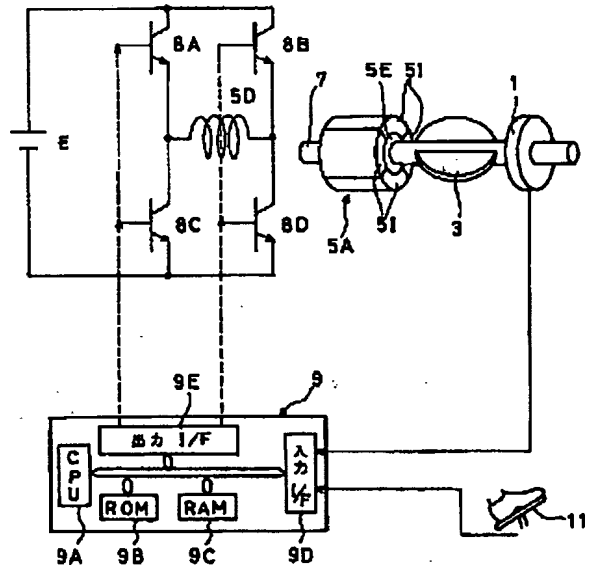 8A
8B
5D
E
8C
8D
7
5E
5I
1
5I
3
5A
9E
9
出力 I/F
CPU
ROM
RAM
入力 I/F
9A
9B
9C
9D
11